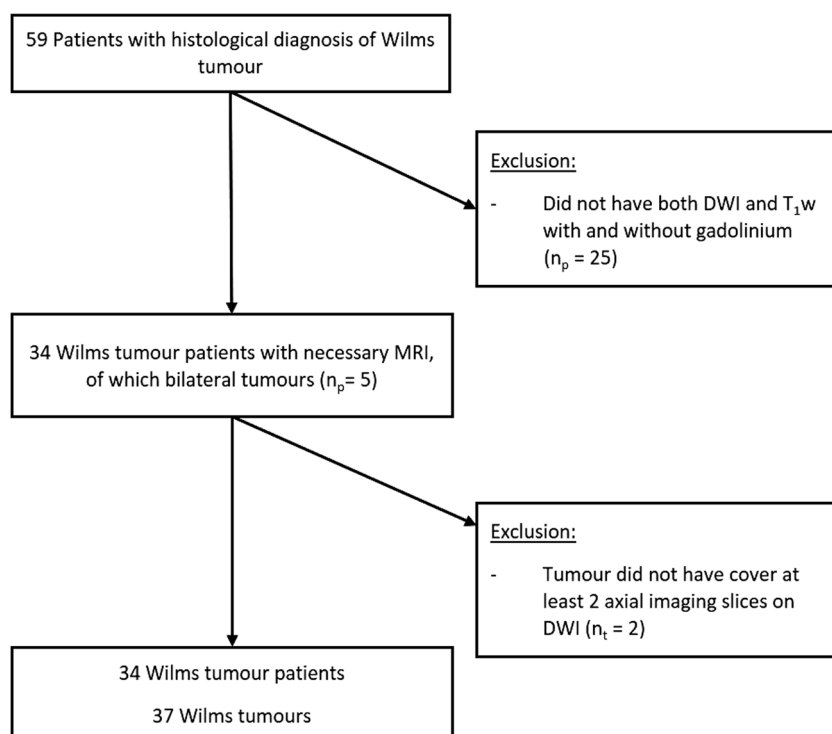 59 Patients with histological diagnosis of Wilms
tumour
Exclusion:
- Did not have both DWI and T₁w
with and without gadolinium
(nₚ = 25)
34 Wilms tumour patients with necessary MRI,
of which bilateral tumours (nₚ= 5)
Exclusion:
- Tumour did not have cover at
least 2 axial imaging slices on
DWI (nₜ = 2)
34 Wilms tumour patients
37 Wilms tumours